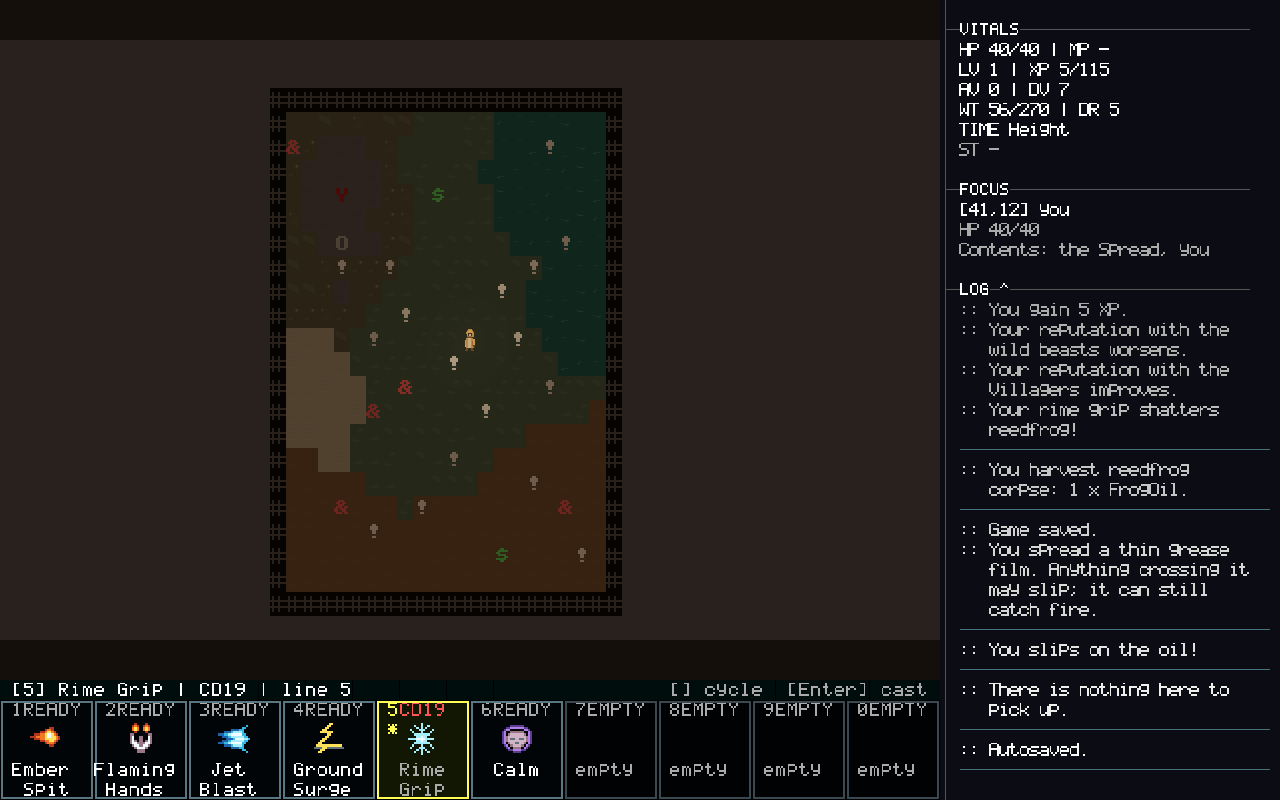 VITALS
HP 40/40 | MP -
LV 1 | XP 5/115
AV 0 | DV 7
WT 56/270 | DR 5
TIME Height
ST -
FOCUS
[41,12] You
HP 40/40
Contents: the Spread, You
LOG ^
:: You gain 5 XP.
:: Your reputation with the
wild beasts worsens.
:: Your reputation with the
Villagers improves.
:: Your rime grip shatters
reedfrog!
:: You harvest reedfrog
corpse: 1 x FrogOil.
:: Game saved.
:: You spread a thin grease
film. Anything crossing it
may slip; it can still
catch fire.
:: You slips on the oil!
:: There is nothing here to
Pick up.
:: Autosaved.
&
Y
$
O
&
&
&
&
$
[5] Rime Grip | CD19 | line 5
[] cycle [Enter] cast
1READY 2READY 3READY 4READY 5CD19 6READY 7EMPTY 8EMPTY 9EMPTY 0EMPTY
*
Ember Flaming Jet Ground Rime Calm empty empty empty empty
Spit Hands Blast Surge Grip